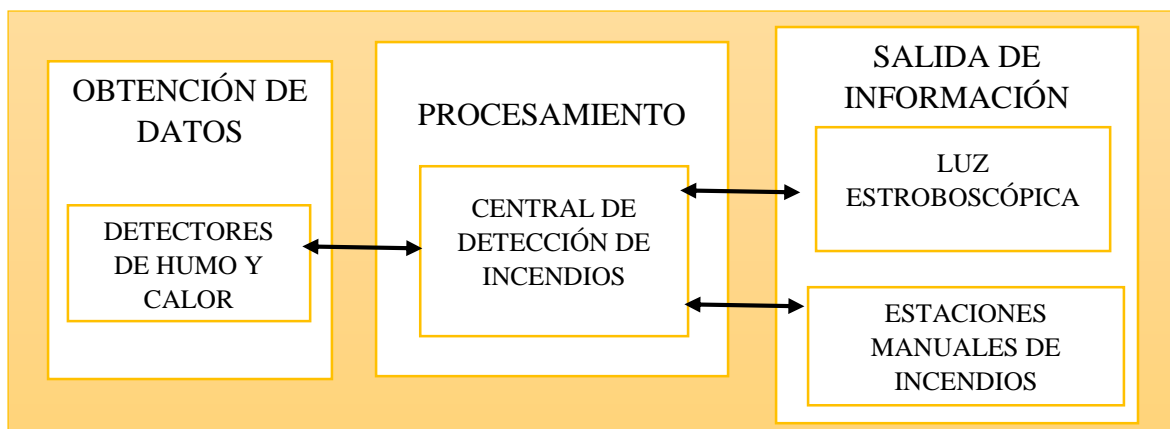 OBTENCIÓN DE
DATOS
DETECTORES
DE HUMO Y
CALOR
PROCESAMIENTO
CENTRAL DE
DETECCIÓN DE
INCENDIOS
SALIDA DE
INFORMACIÓN
LUZ
ESTROBOSCÓPICA
ESTACIONES
MANUALES DE
INCENDIOS